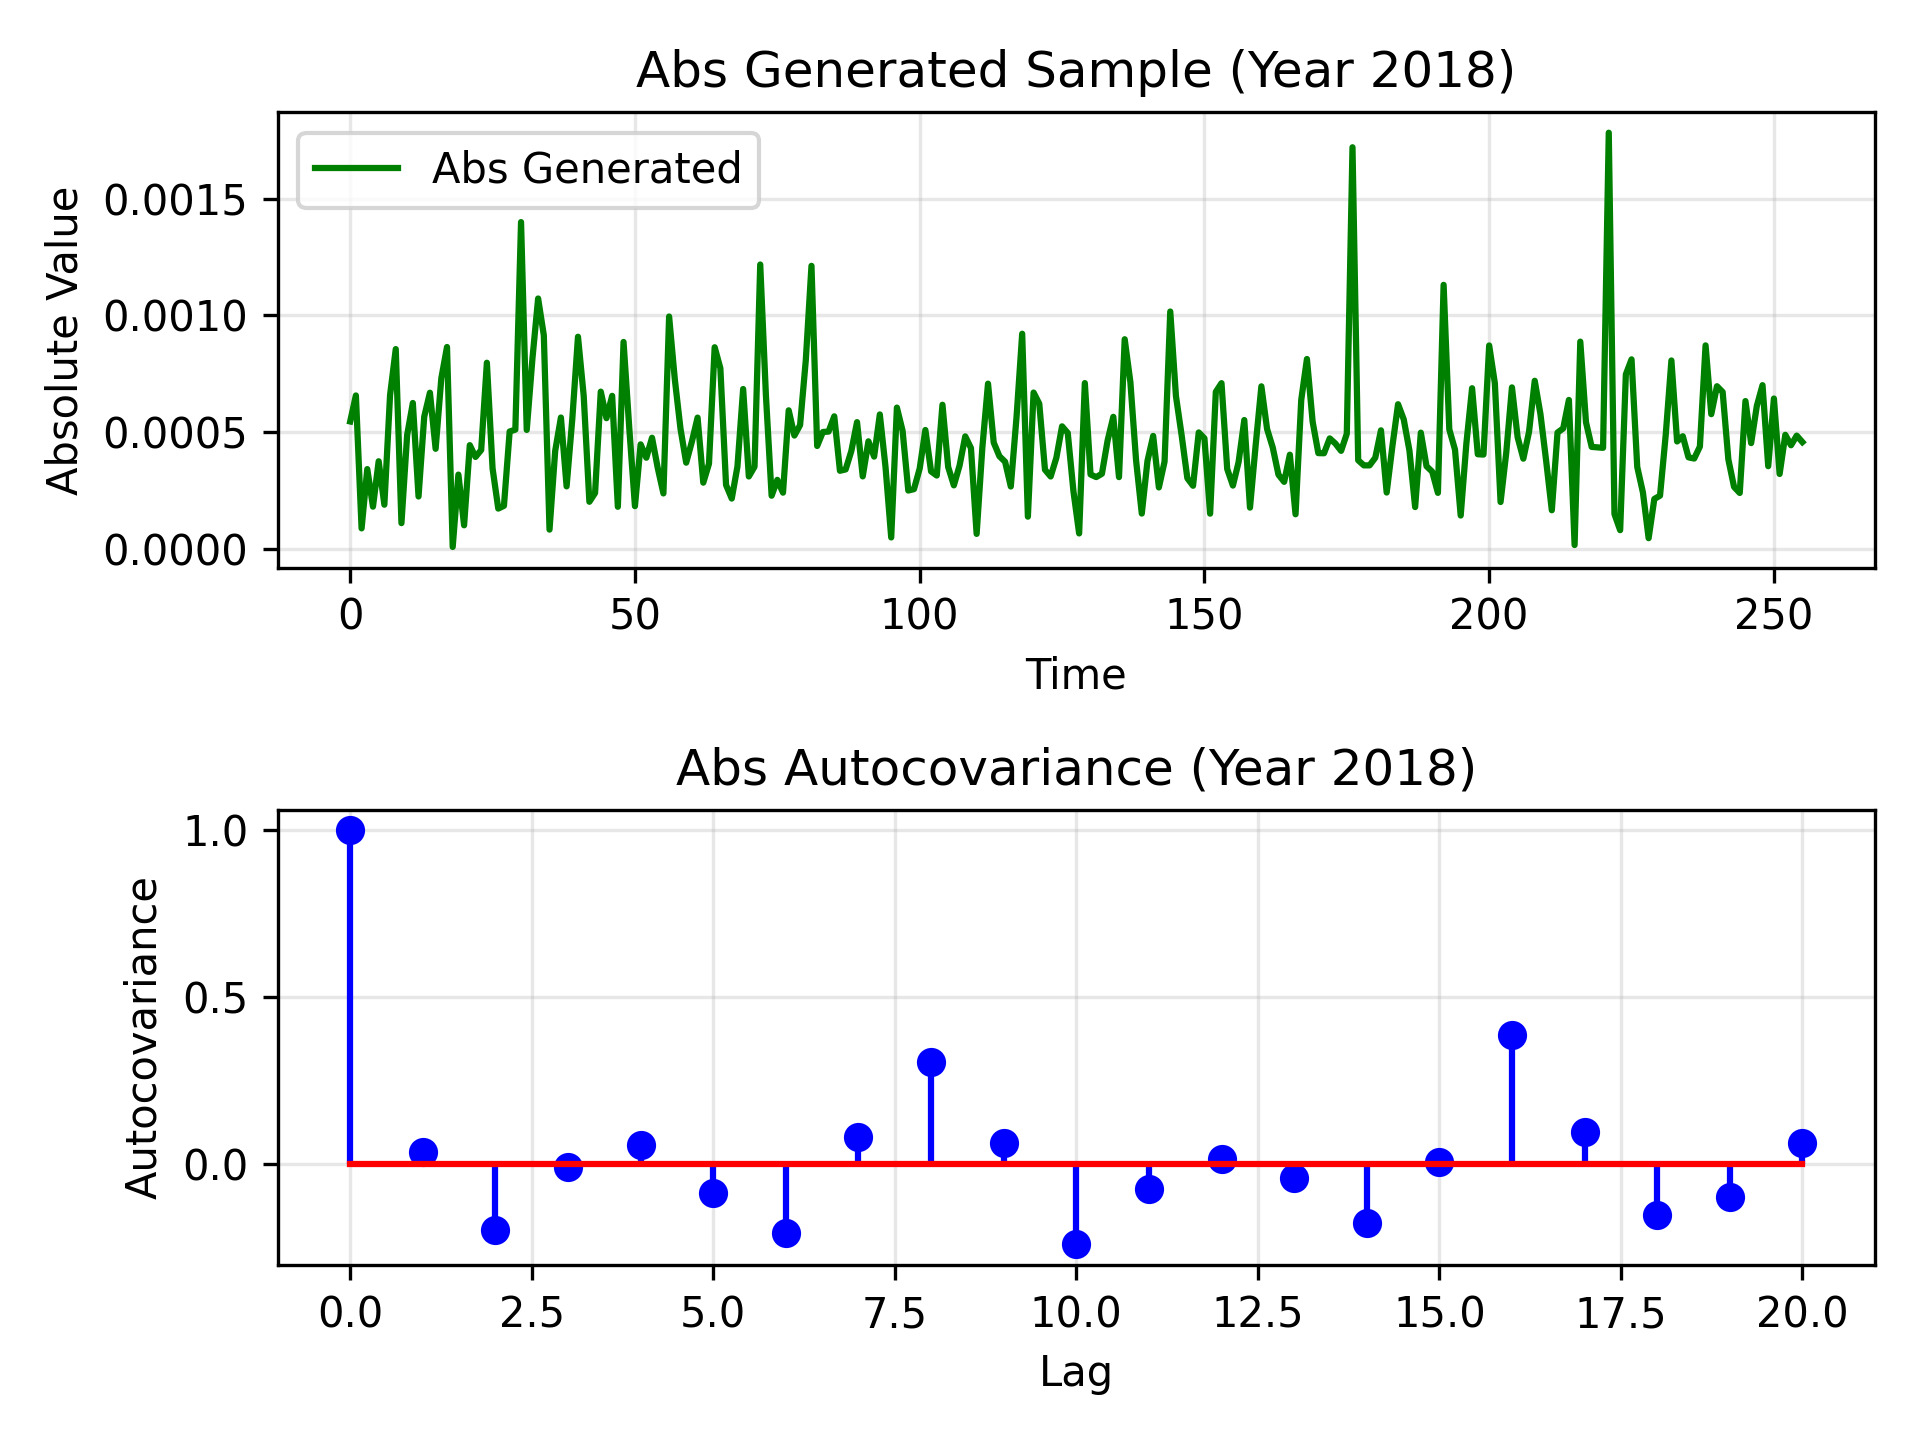 Abs Generated Sample (Year 2018)
Abs Generated
Absolute Value
0.0015
0.0010
0.0005
0.0000
0 50 100 150 200 250
Time
Abs Autocovariance (Year 2018)
Autocovariance
1.0
0.5
0.0
0.0 2.5 5.0 7.5 10.0 12.5 15.0 17.5 20.0
Lag